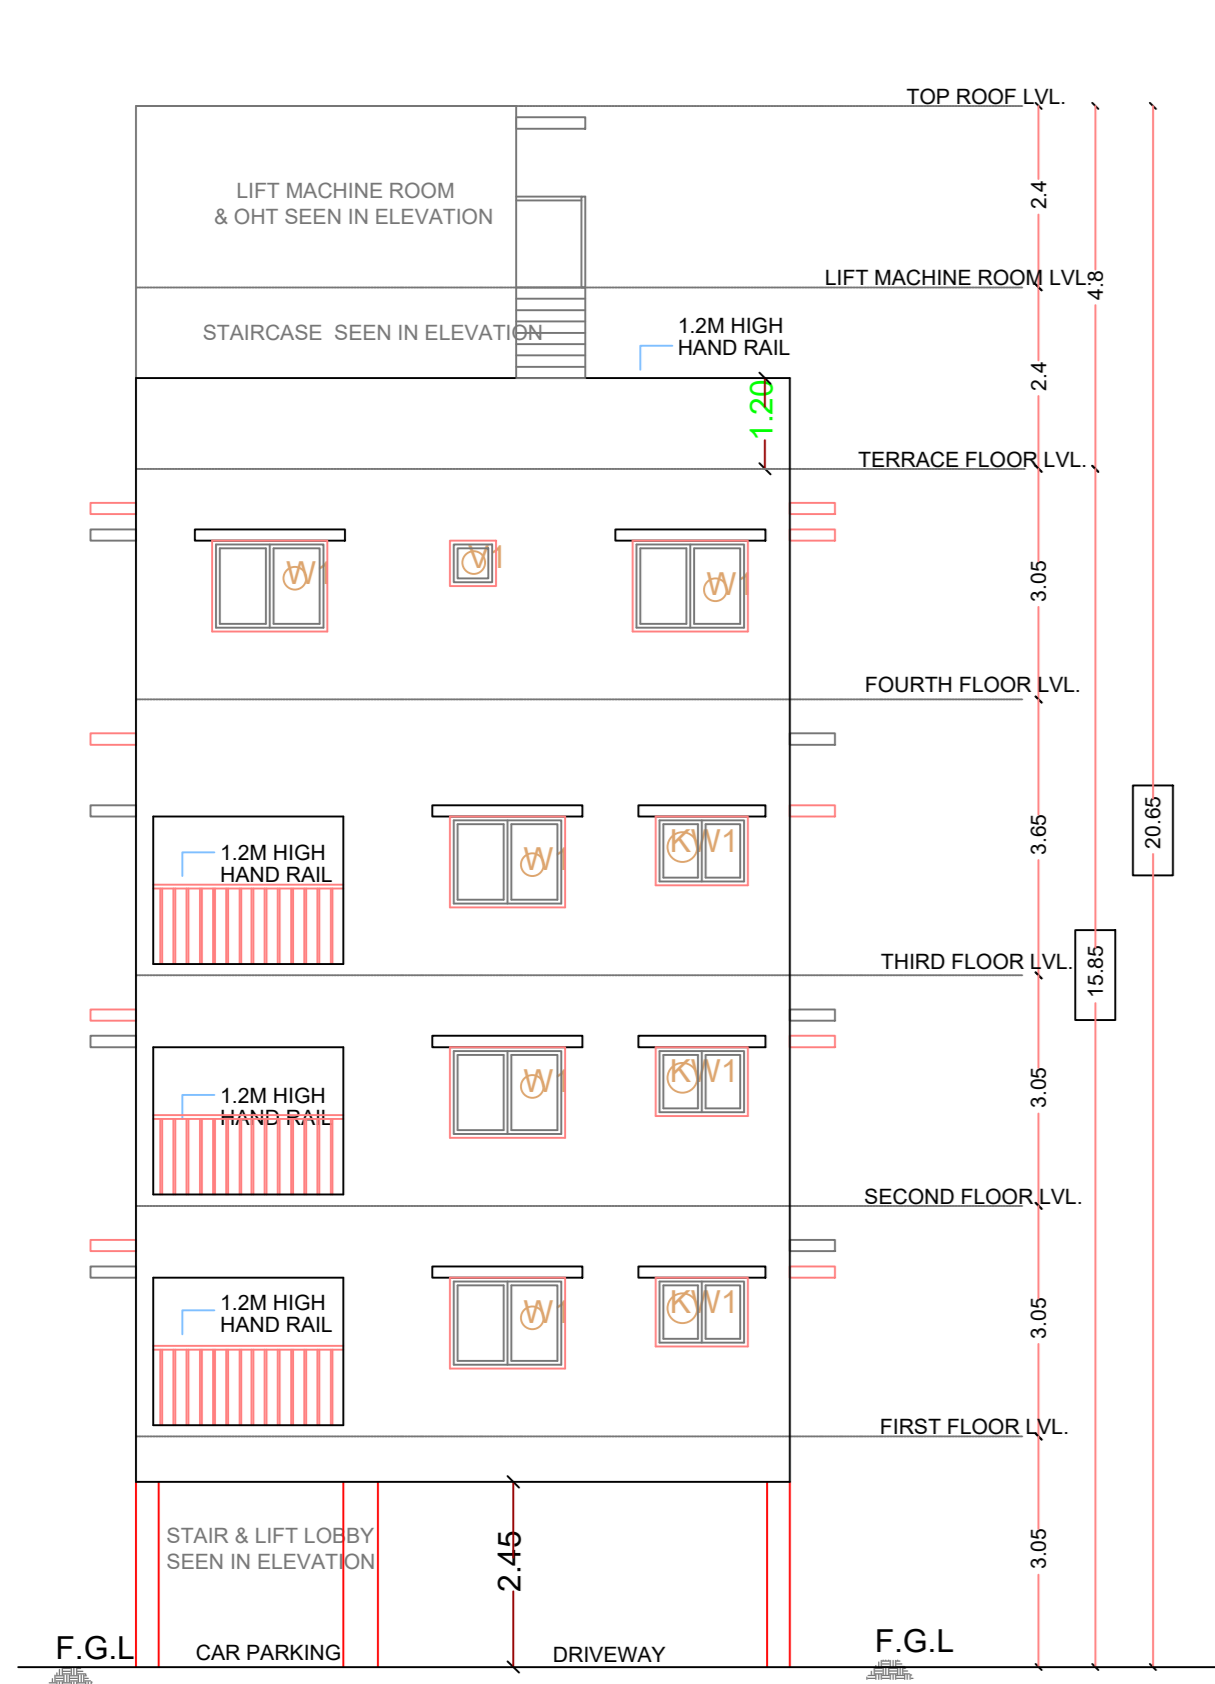 TOP ROOF LVL.
LIFT MACHINE ROOM
& OHT SEEN IN ELEVATION
2.4
LIFT MACHINE ROOM LVL.
4.8
STAIRCASE  SEEN IN ELEVATION
1.2M HIGH
HAND RAIL
2.4
1.20
TERRACE FLOOR LVL.
W1
V1
W1
3.05
FOURTH FLOOR LVL.
1.2M HIGH
HAND RAIL
W1
KW1
3.65
20.65
THIRD FLOOR LVL.
15.85
1.2M HIGH
HAND RAIL
W1
KW1
3.05
SECOND FLOOR LVL.
1.2M HIGH
HAND RAIL
W1
KW1
3.05
FIRST FLOOR LVL.
STAIR & LIFT LOBBY
SEEN IN ELEVATION
2.45
3.05
F.G.L
CAR PARKING
DRIVEWAY
F.G.L